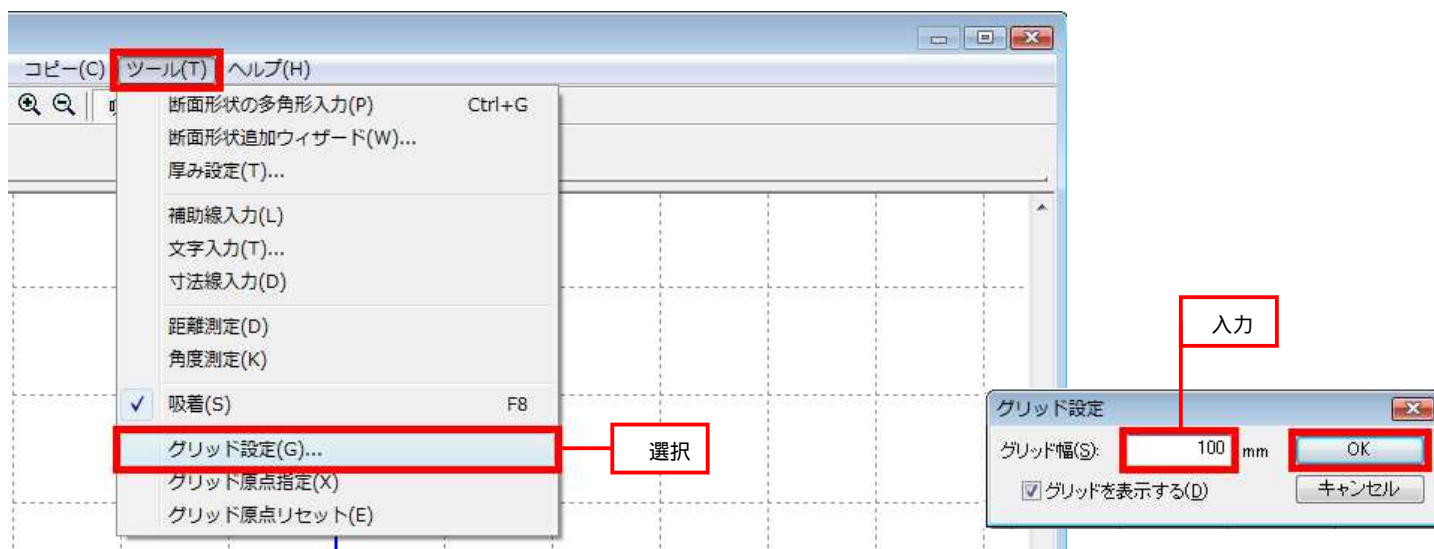 コピー(C) ツール(T) ヘルプ(H)
断面形状の多角形入力(P) Ctrl+G
断面形状追加ウィザード(W)...
厚み設定(T)...
補助線入力(L)
文字入力(T)...
寸法線入力(D)
距離測定(D)
角度測定(K)
吸着(S) F8
グリッド設定(G)...
選択
グリッド原点指定(X)
グリッド原点リセット(E)
入力
グリッド設定
グリッド幅(S): 100 mm OK
グリッドを表示する(D) キャンセル